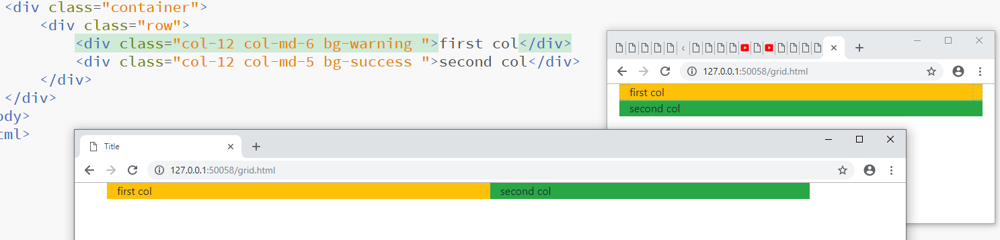 <div class="container">
<div class="row">
<div class="col-12 col-md-6 bg-warning ">first col</div>
<div class="col-12 col-md-5 bg-success ">second col</div>
</div>
</div>
ody>
tml>
127.0.0.1:50058/grid.html
first col
second col
Title
127.0.0.1:50058/grid.html
first col second col